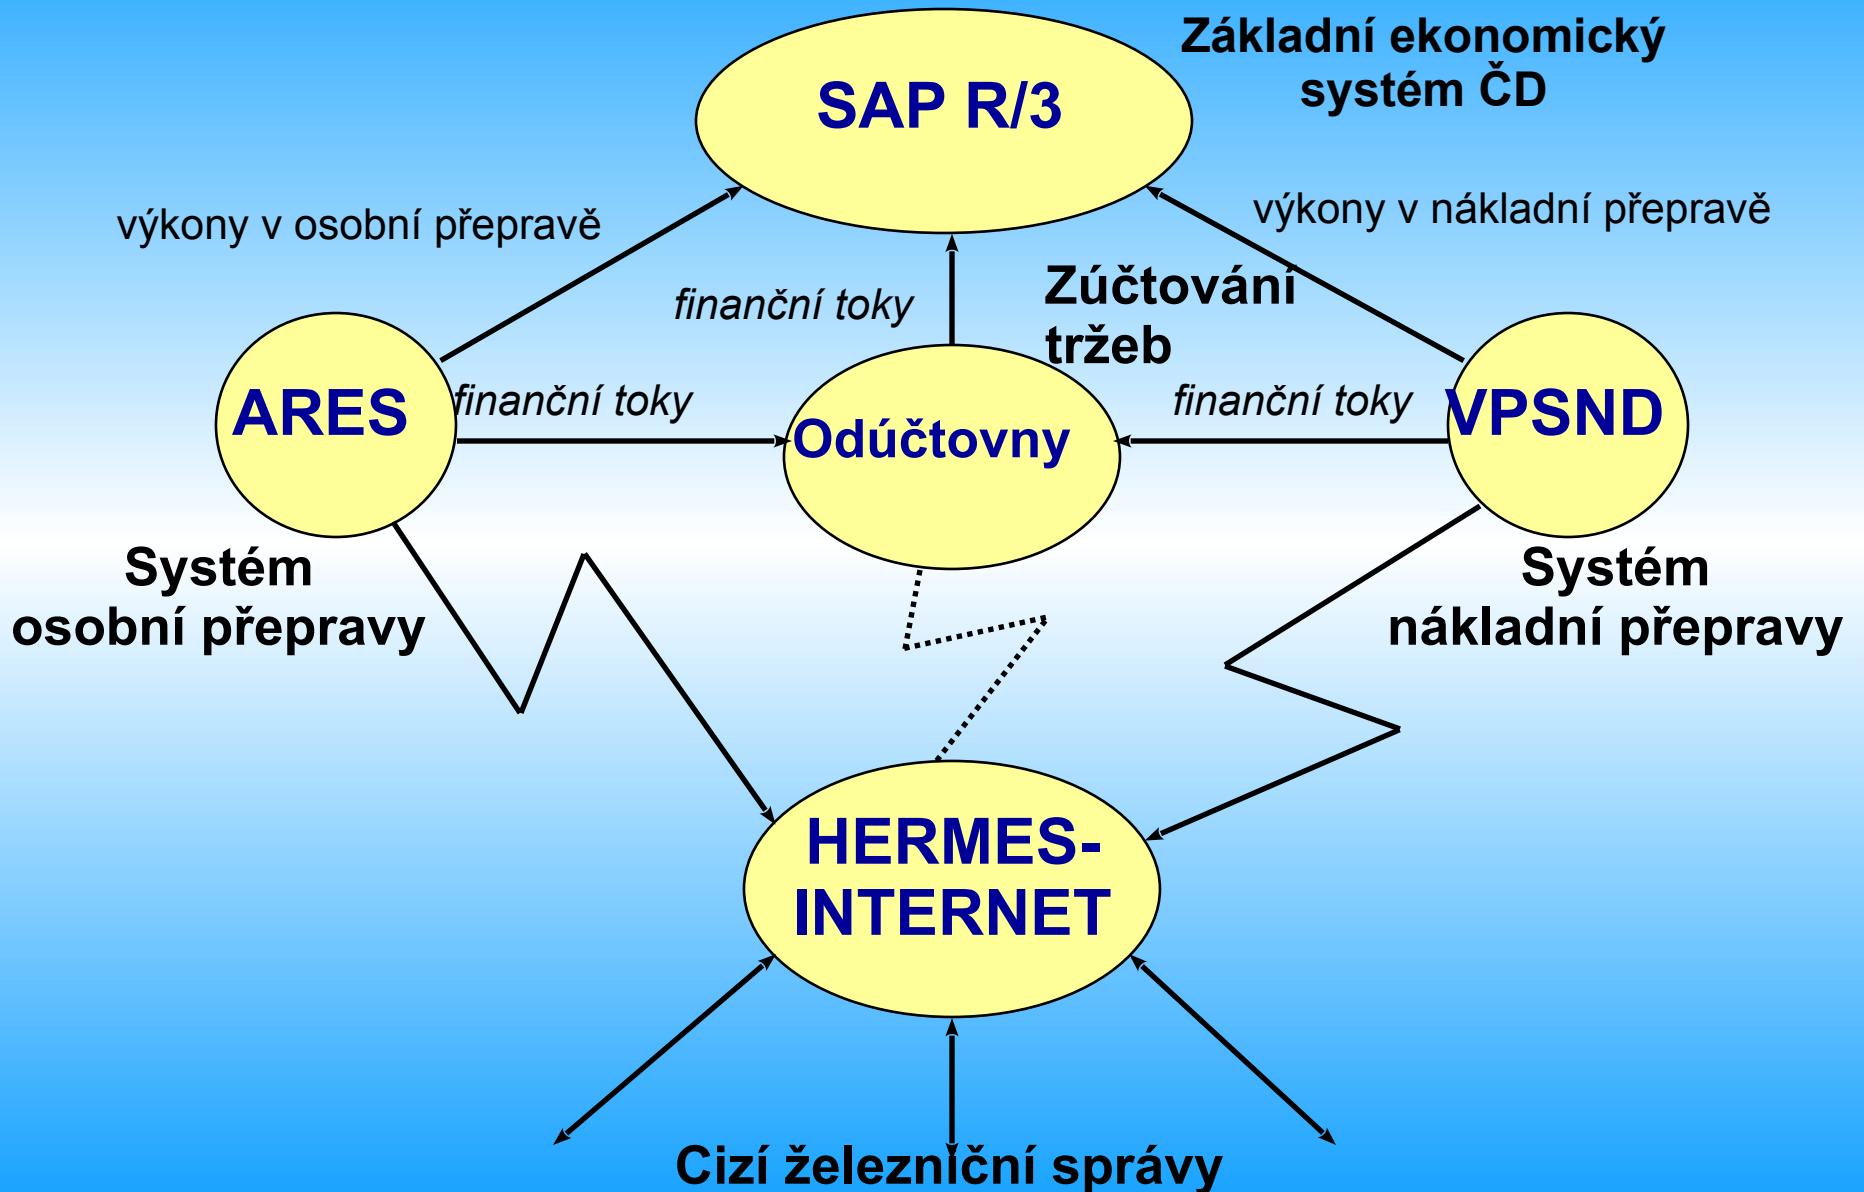 Základní ekonomický
systém ČD
SAP R/3
výkony v osobní přepravě
výkony v nákladní přepravě
finanční toky
Zúčtování
tržeb
ARES
finanční toky
Odúčtovny
finanční toky
VPSND
Systém
osobní přepravy
Systém
nákladní přepravy
HERMES-
INTERNET
Cizí železniční správy